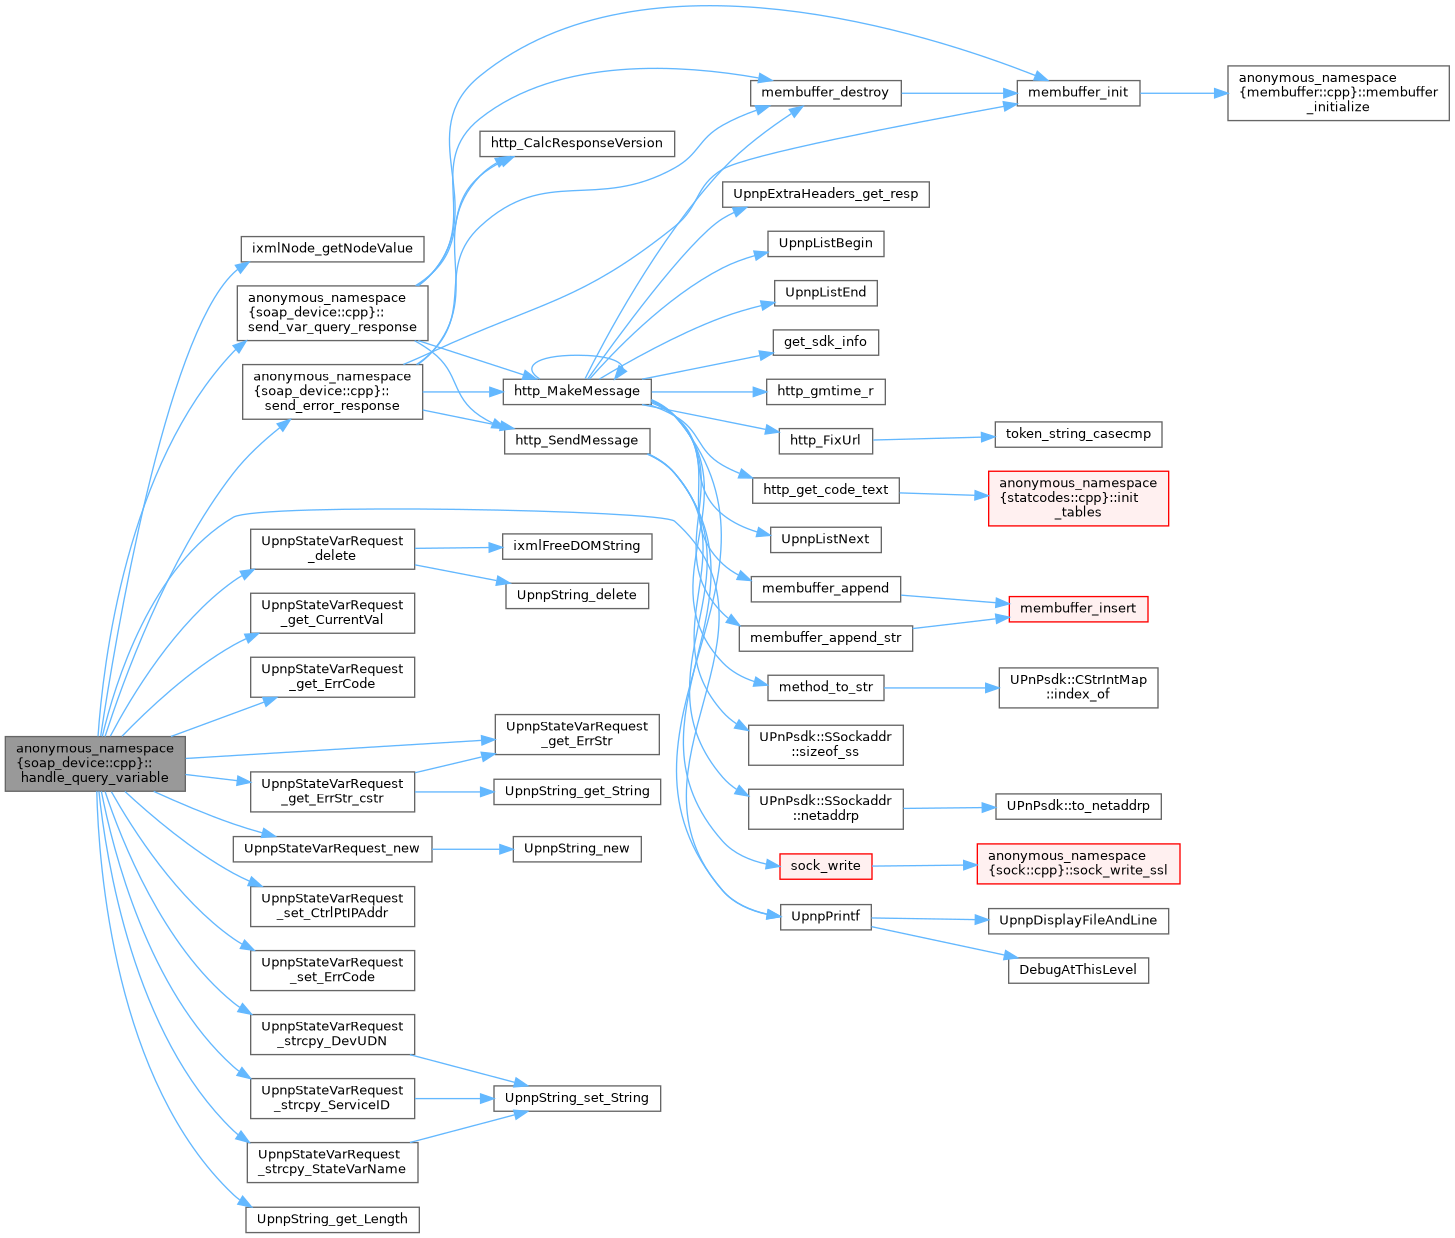 anonymous_namespace
{soap_device::cpp}::
handle_query_variable
ixmlNode_getNodeValue
anonymous_namespace
{soap_device::cpp}::
send_var_query_response
anonymous_namespace
{soap_device::cpp}::
send_error_response
UpnpStateVarRequest
_delete
UpnpStateVarRequest
_get_CurrentVal
UpnpStateVarRequest
_get_ErrCode
UpnpStateVarRequest
_get_ErrStr_cstr
UpnpStateVarRequest_new
UpnpStateVarRequest
_set_CtrlPtIPAddr
UpnpStateVarRequest
_set_ErrCode
UpnpStateVarRequest
_strcpy_DevUDN
UpnpStateVarRequest
_strcpy_ServiceID
UpnpStateVarRequest
_strcpy_StateVarName
UpnpString_get_Length
http_CalcResponseVersion
http_MakeMessage
http_SendMessage
ixmlFreeDOMString
UpnpString_delete
UpnpStateVarRequest
_get_ErrStr
UpnpString_get_String
UpnpString_new
UpnpString_set_String
membuffer_destroy
UpnpExtraHeaders_get_resp
UpnpListBegin
UpnpListEnd
get_sdk_info
http_gmtime_r
http_FixUrl
http_get_code_text
UpnpListNext
membuffer_append
membuffer_append_str
method_to_str
UPnPsdk::SSockaddr
::sizeof_ss
UPnPsdk::SSockaddr
::netaddrp
sock_write
UpnpPrintf
membuffer_init
token_string_casecmp
anonymous_namespace
{statcodes::cpp}::init
_tables
membuffer_insert
UPnPsdk::CStrIntMap
::index_of
UPnPsdk::to_netaddrp
anonymous_namespace
{sock::cpp}::sock_write_ssl
UpnpDisplayFileAndLine
DebugAtThisLevel
anonymous_namespace
{membuffer::cpp}::membuffer
_initialize